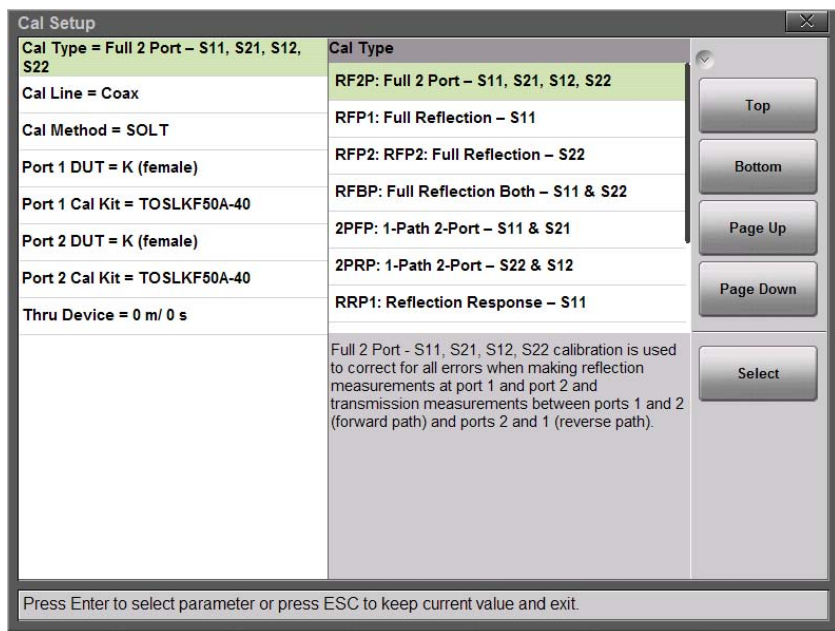 Cal Setup
Cal Type = Full 2 Port – S11, S21, S12,
S22
Cal Line = Coax
Cal Method = SOLT
Port 1 DUT = K (female)
Port 1 Cal Kit = TOSLKF50A-40
Port 2 DUT = K (female)
Port 2 Cal Kit = TOSLKF50A-40
Thru Device = 0 m/ 0 s
Cal Type
RF2P: Full 2 Port – S11, S21, S12, S22
RFP1: Full Reflection – S11
RFP2: RFP2: Full Reflection – S22
RFBP: Full Reflection Both – S11 & S22
2PFP: 1-Path 2-Port – S11 & S21
2PRP: 1-Path 2-Port – S22 & S12
RRP1: Reflection Response – S11
Full 2 Port - S11, S21, S12, S22 calibration is used
to correct for all errors when making reflection
measurements at port 1 and port 2 and
transmission measurements between ports 1 and 2
(forward path) and ports 2 and 1 (reverse path).
Top
Bottom
Page Up
Page Down
Select
Press Enter to select parameter or press ESC to keep current value and exit.